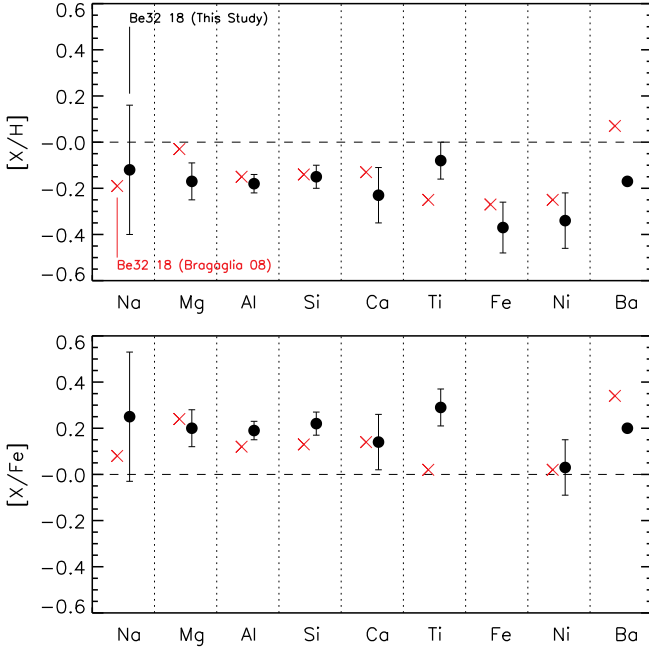 0.6
Be32 18 (This Study)
0.4
0.2
[X/H]
−0.0
−0.2
−0.4
Be32 18 (Bragaglia 08)
−0.6
Na Mg Al Si Ca Ti Fe Ni Ba
0.6
0.4
0.2
[X/Fe]
−0.0
−0.2
−0.4
−0.6
Na Mg Al Si Ca Ti Fe Ni Ba